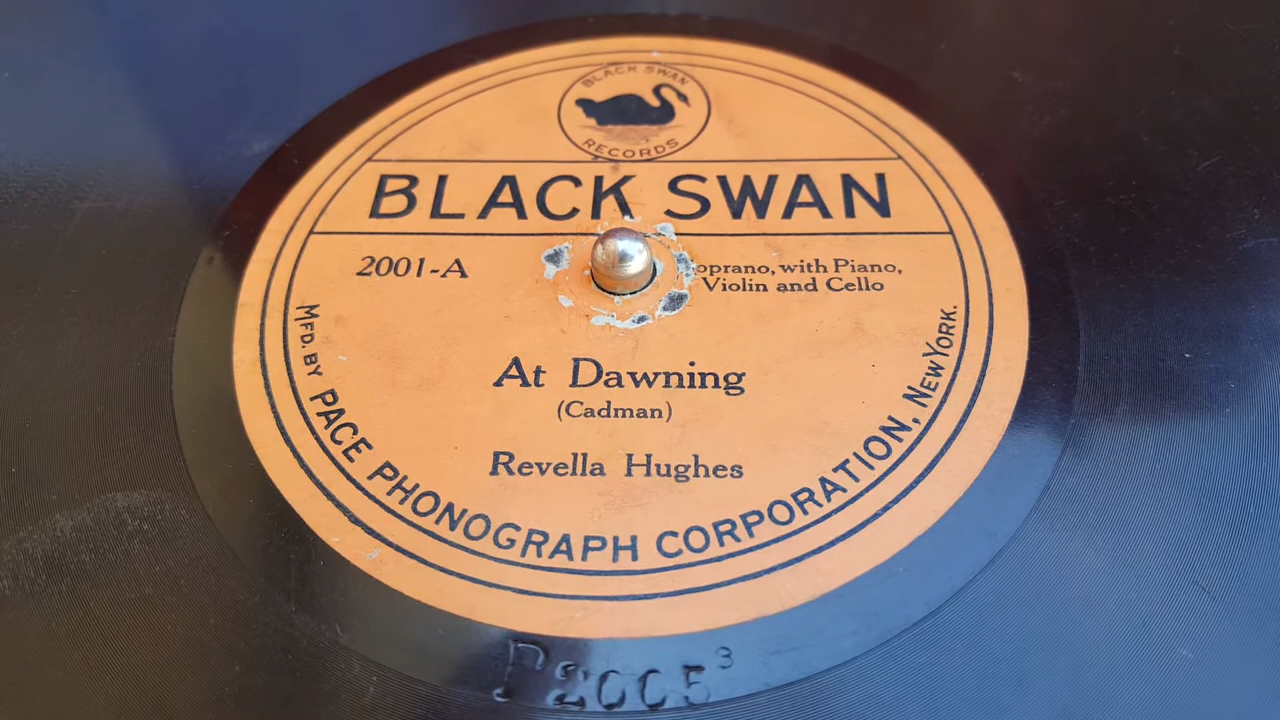 BLACK SWAN
RECORDS
BLACK SWAN
2001-A
oprano, with Piano,
Violin and Cello
At Dawning
(Cadman)
Revella Hughes
MFD. BY PACE PHONOGRAPH CORPORATION, NEW YORK.
P2005³